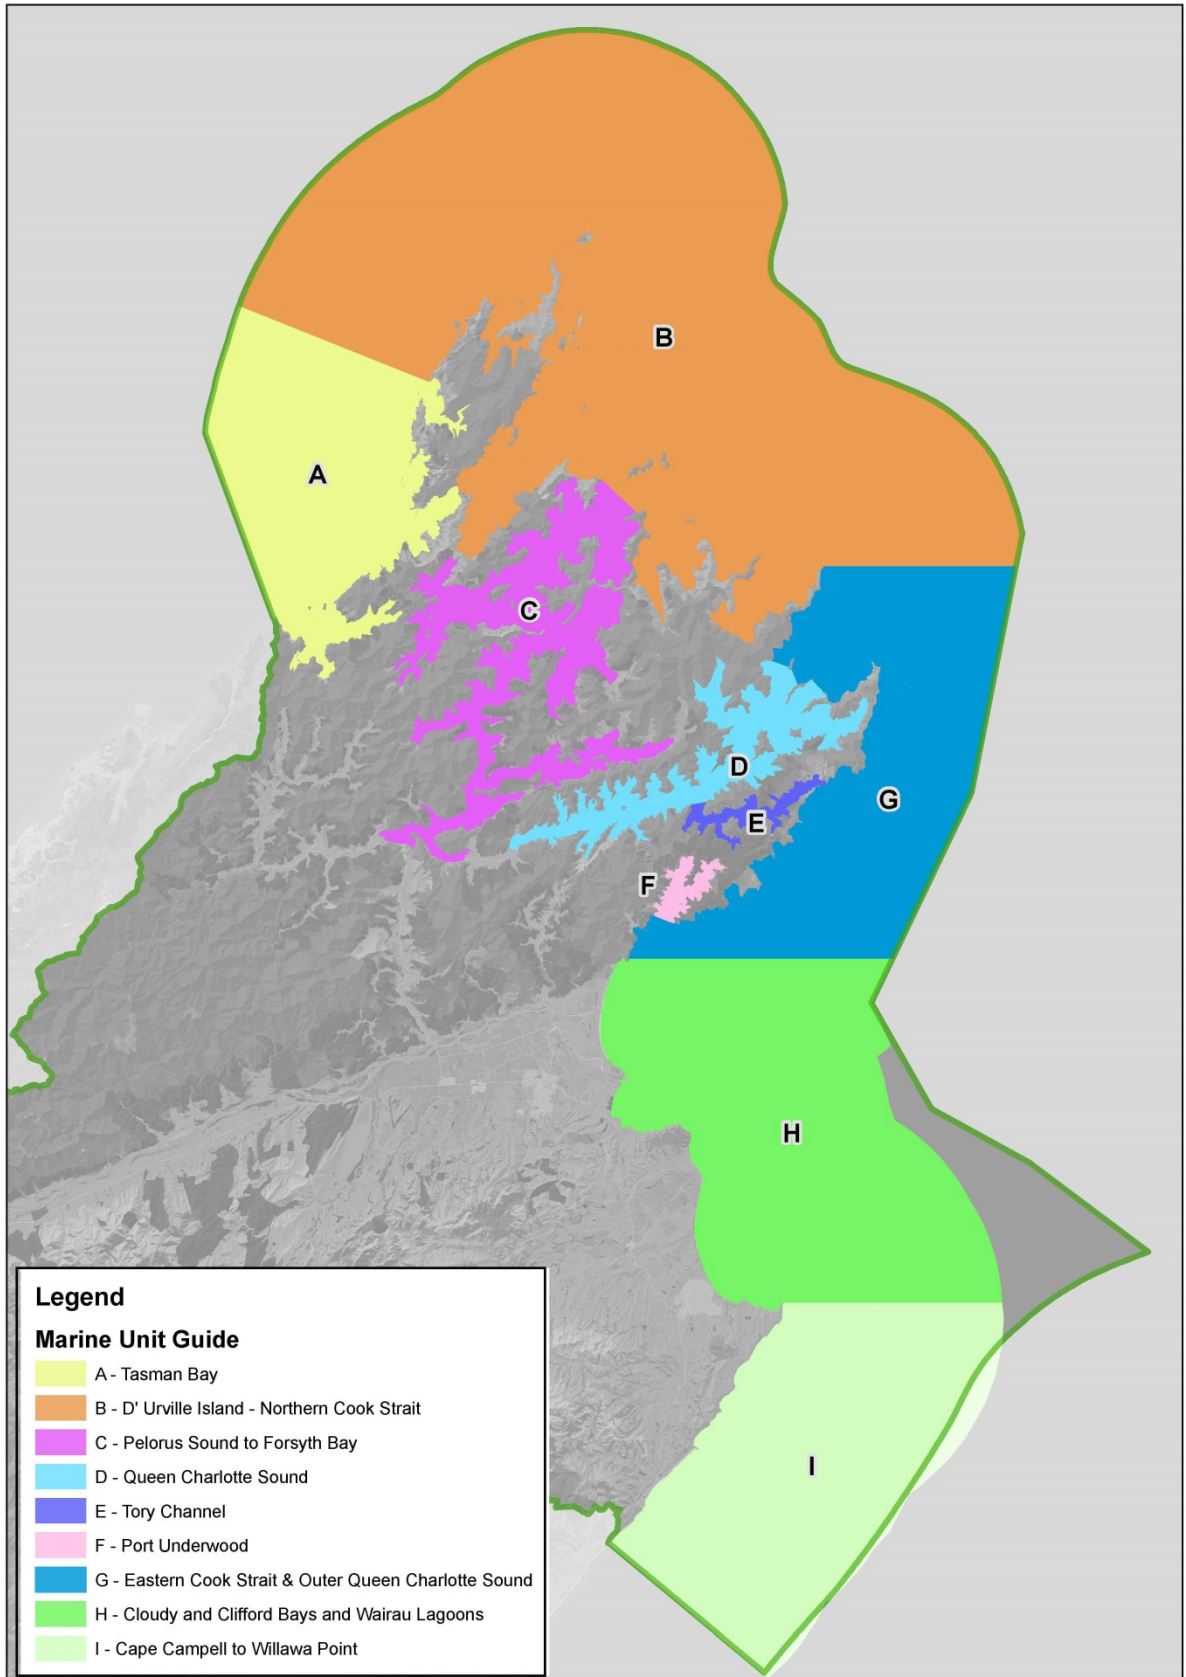 B
A
C
D
G
E
F
H
I
Legend
Marine Unit Guide
A - Tasman Bay
B - D' Urville Island - Northern Cook Strait
C - Pelorus Sound to Forsyth Bay
D - Queen Charlotte Sound
E - Tory Channel
F - Port Underwood
G - Eastern Cook Strait & Outer Queen Charlotte Sound
H - Cloudy and Clifford Bays and Wairau Lagoons
I - Cape Campell to Willawa Point